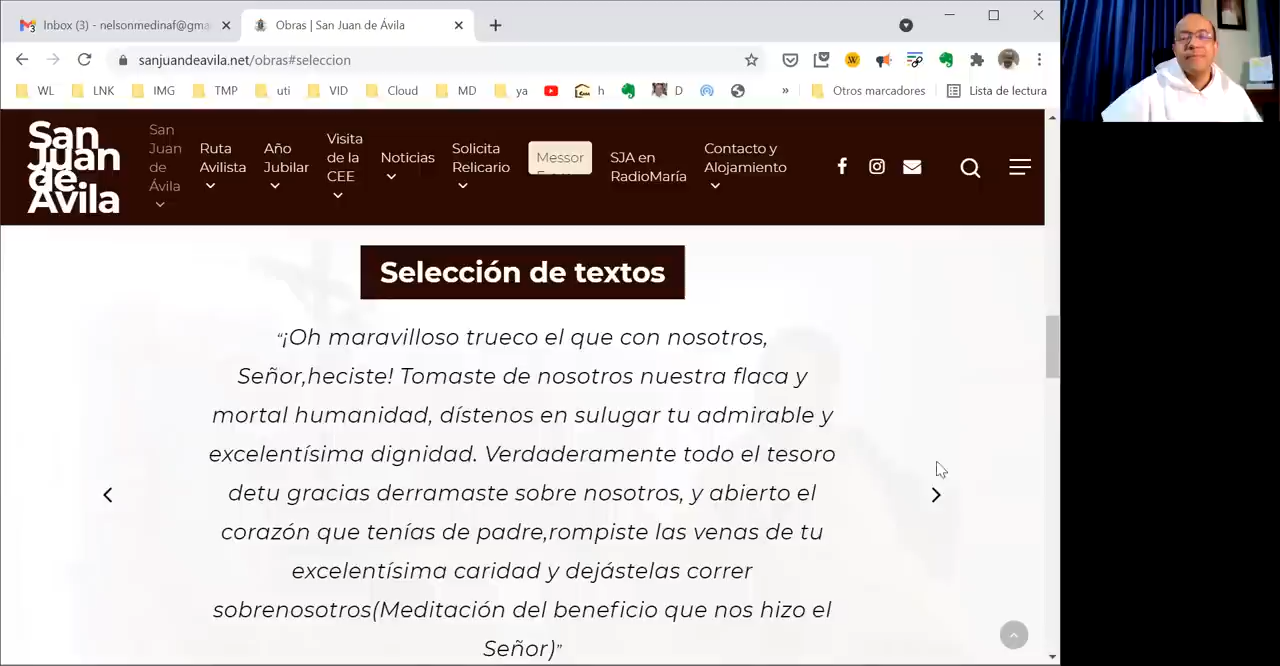 Inbox (3) - nelsonmedinaf@gma
Obras | San Juan de Ávila
sanjuandeavila.net/obras#seleccion
WL LNK IMG TMP uti VID Cloud MD ya h D » Otros marcadores Lista de lectura
San Juan de Ávila
San Juan de Ávila
Ruta Avilista
Año Jubilar
Visita de la CEE
Noticias
Solicita Relicario
Messor
SJA en RadioMaría
Contacto y Alojamiento
Selección de textos
“¡Oh maravilloso trueco el que con nosotros,
Señor,heciste! Tomaste de nosotros nuestra flaca y
mortal humanidad, dístenos en sulugar tu admirable y
excelentísima dignidad. Verdaderamente todo el tesoro
detu gracias derramaste sobre nosotros, y abierto el
corazón que tenías de padre,rompiste las venas de tu
excelentísima caridad y dejástelas correr
sobrenosotros(Meditación del beneficio que nos hizo el
Señor)”